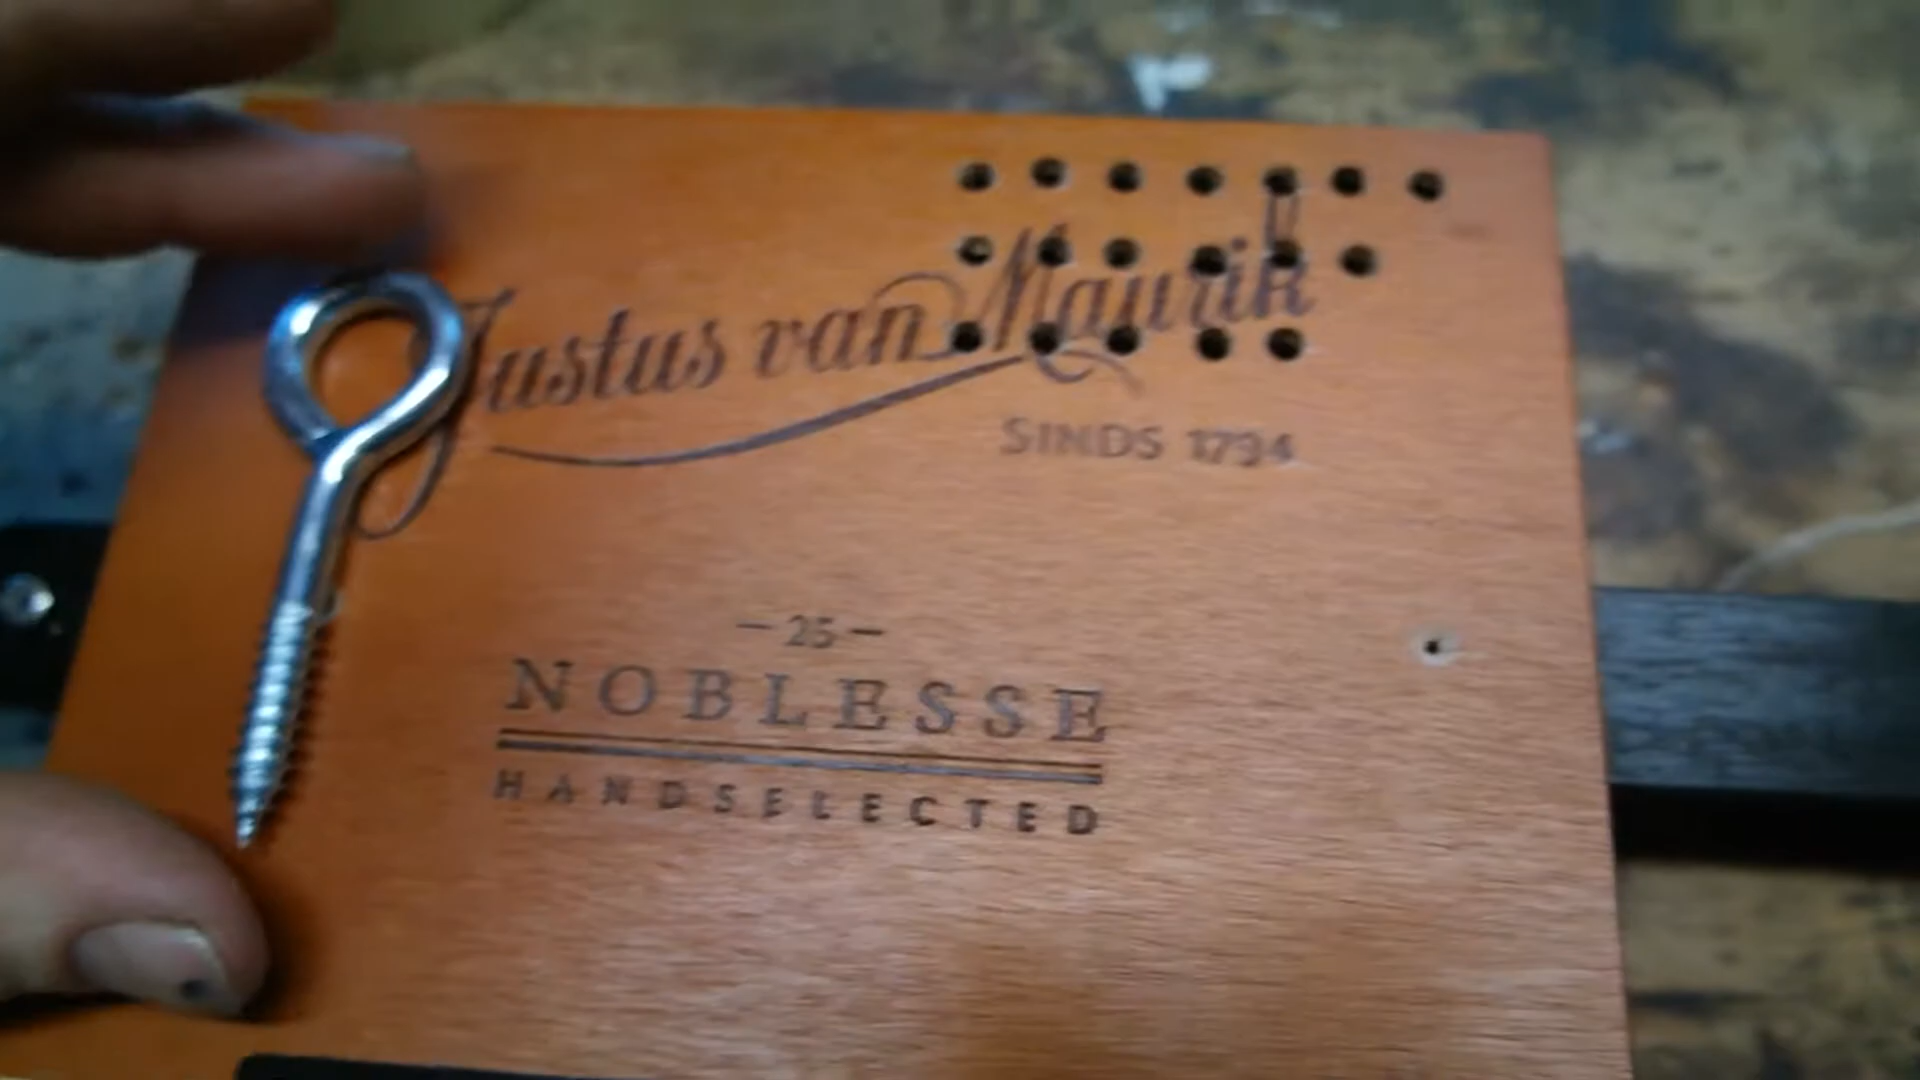 Justus van Maurik
SINDS 1794
— 25 —
NOBLESSE
HANDSELECTED